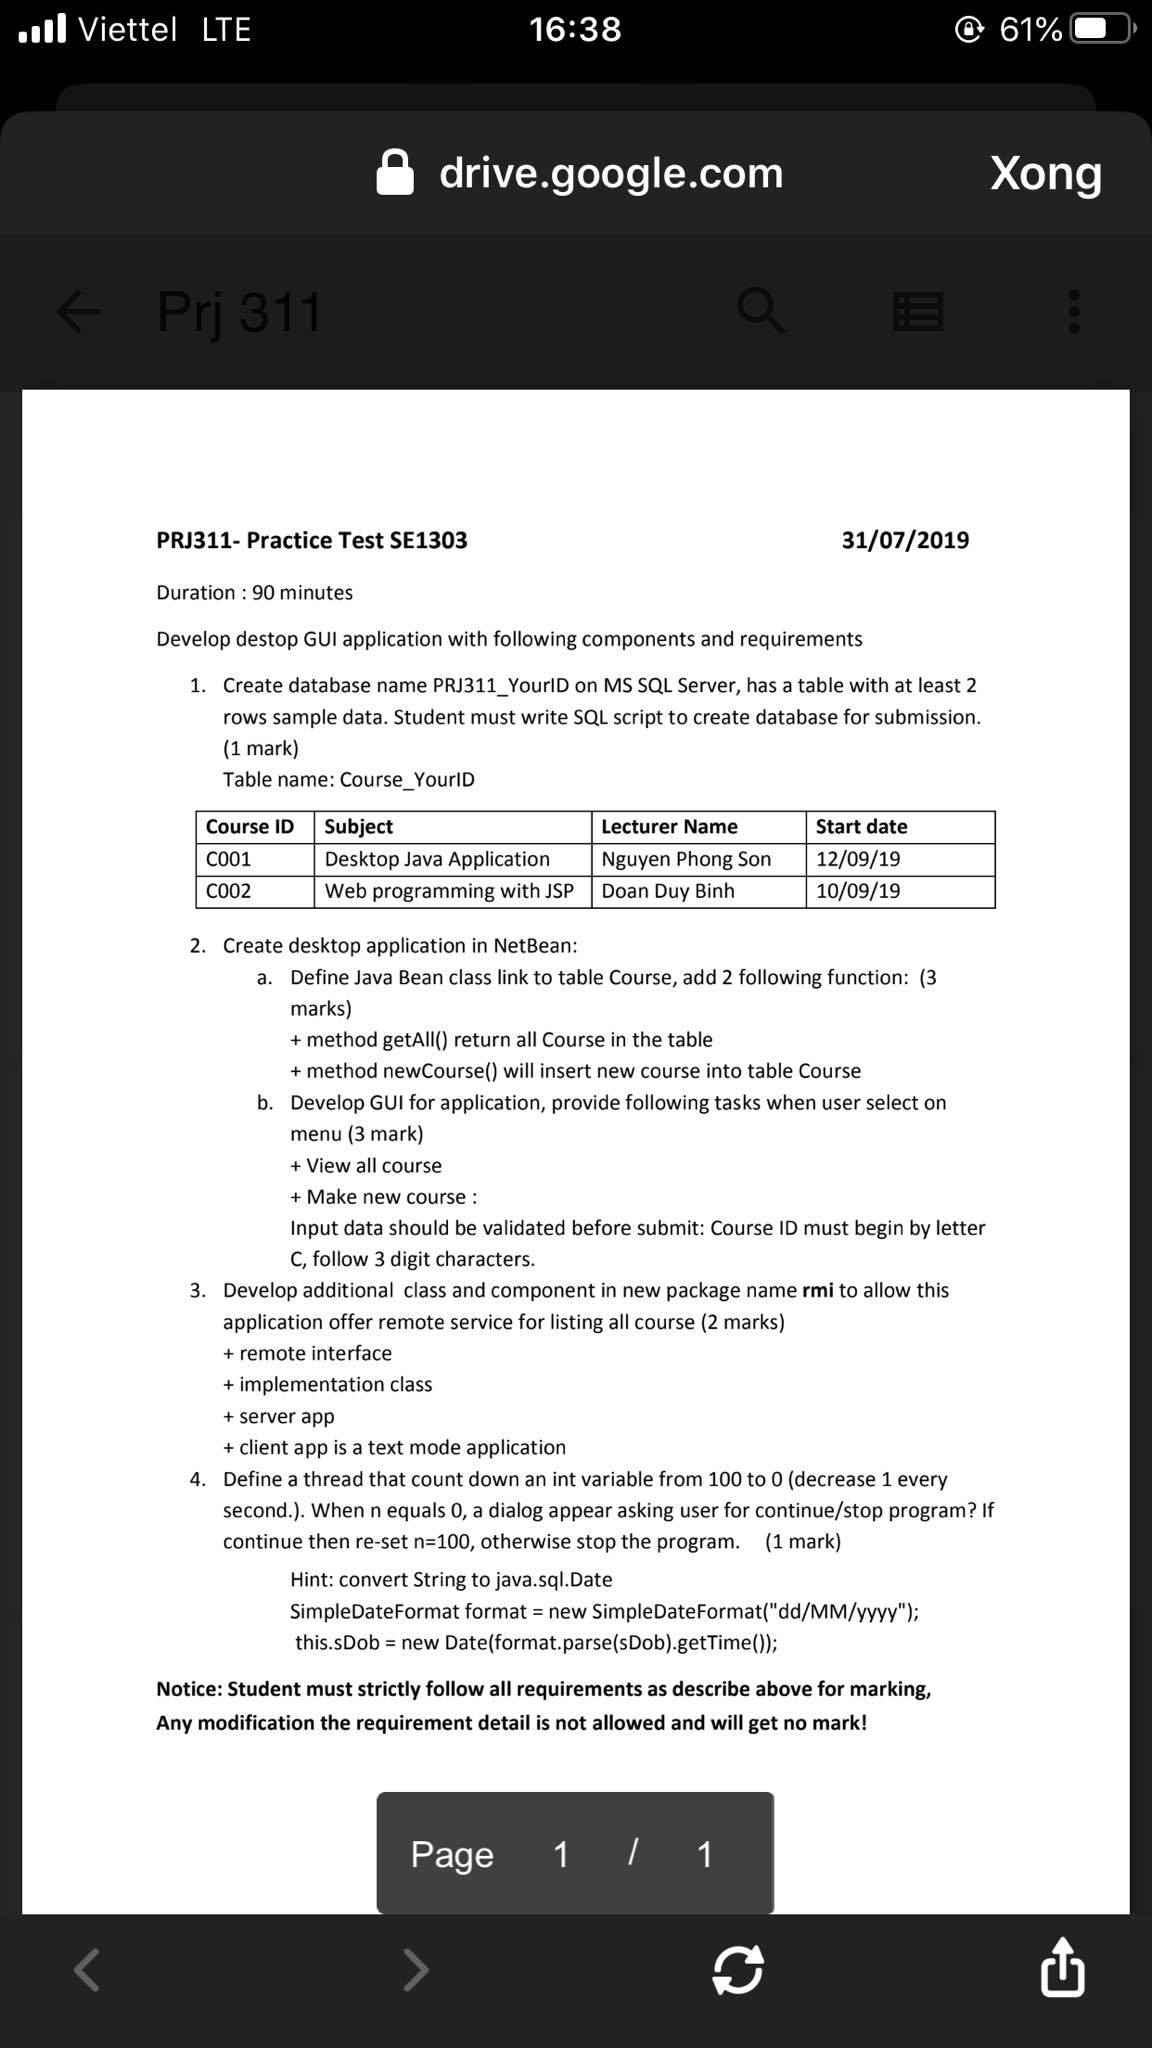 Viettel LTE 16:38 61%
drive.google.com Xong
Prj 311
PRJ311- Practice Test SE1303 31/07/2019
Duration : 90 minutes
Develop destop GUI application with following components and requirements
1. Create database name PRJ311_YourID on MS SQL Server, has a table with at least 2
rows sample data. Student must write SQL script to create database for submission.
(1 mark)
Table name: Course_YourID
Course ID Subject Lecturer Name Start date
C001 Desktop Java Application Nguyen Phong Son 12/09/19
C002 Web programming with JSP Doan Duy Binh 10/09/19
2. Create desktop application in NetBean:
a. Define Java Bean class link to table Course, add 2 following function: (3
marks)
+ method getAll() return all Course in the table
+ method newCourse() will insert new course into table Course
b. Develop GUI for application, provide following tasks when user select on
menu (3 mark)
+ View all course
+ Make new course :
Input data should be validated before submit: Course ID must begin by letter
C, follow 3 digit characters.
3. Develop additional class and component in new package name rmi to allow this
application offer remote service for listing all course (2 marks)
+ remote interface
+ implementation class
+ server app
+ client app is a text mode application
4. Define a thread that count down an int variable from 100 to 0 (decrease 1 every
second.). When n equals 0, a dialog appear asking user for continue/stop program? If
continue then re-set n=100, otherwise stop the program. (1 mark)
Hint: convert String to java.sql.Date
SimpleDateFormat format = new SimpleDateFormat("dd/MM/yyyy");
this.sDob = new Date(format.parse(sDob).getTime());
Notice: Student must strictly follow all requirements as describe above for marking,
Any modification the requirement detail is not allowed and will get no mark!
Page 1 / 1